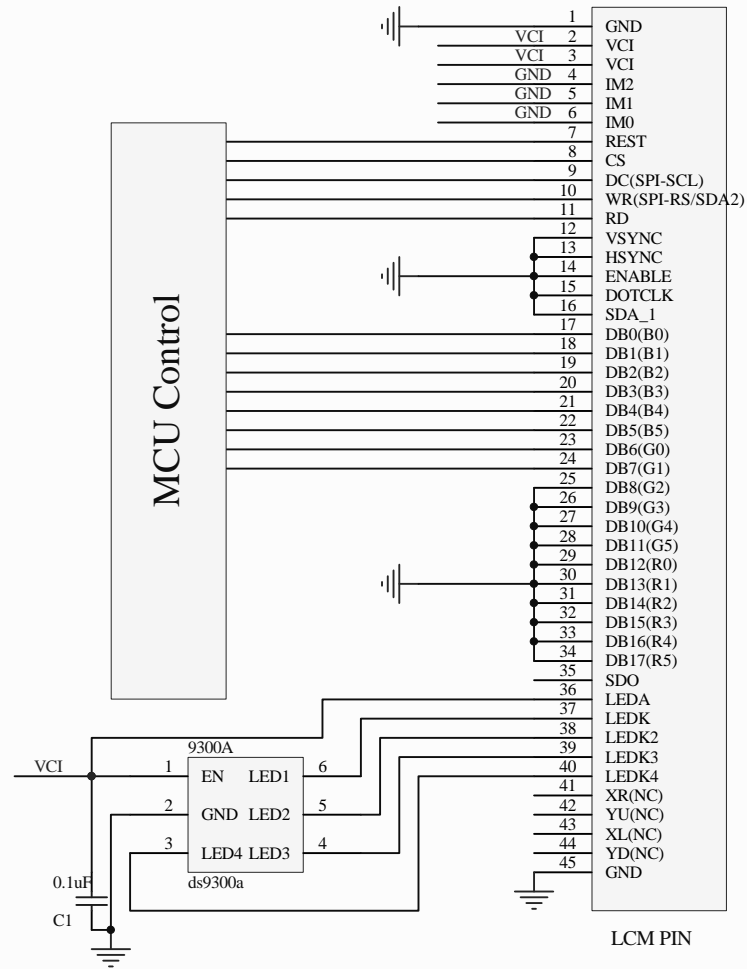 1 GND
VCI 2 VCI
VCI 3 VCI
GND 4 IM2
GND 5 IM1
GND 6 IM0
7 REST
8 CS
9 DC(SPI-SCL)
10 WR(SPI-RS/SDA2)
11 RD
12 VSYNC
13 HSYNC
14 ENABLE
15 DOTCLK
16 SDA_1
17 DB0(B0)
18 DB1(B1)
19 DB2(B2)
20 DB3(B3)
21 DB4(B4)
22 DB5(B5)
23 DB6(G0)
24 DB7(G1)
25 DB8(G2)
26 DB9(G3)
27 DB10(G4)
28 DB11(G5)
29 DB12(R0)
30 DB13(R1)
31 DB14(R2)
32 DB15(R3)
33 DB16(R4)
34 DB17(R5)
35 SDO
36 LEDA
37 LEDK
38 LEDK2
39 LEDK3
40 LEDK4
41 XR(NC)
42 YU(NC)
43 XL(NC)
44 YD(NC)
45 GND
LCM PIN
MCU Control
9300A
VCI 1 EN LED1 6
2 GND LED2 5
3 LED4 LED3 4
ds9300a
0.1uF
C1